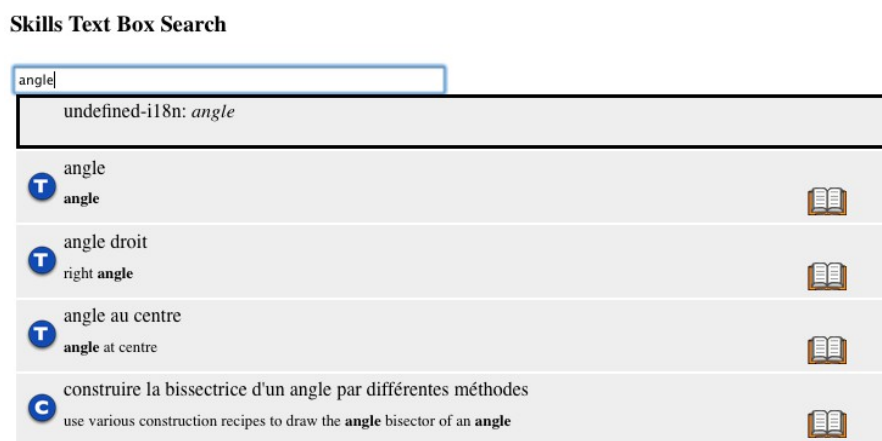 Skills Text Box Search
angle
undefined-i18n: angle
T
angle
angle
T
angle droit
right angle
T
angle au centre
angle at centre
C
construire la bissectrice d'un angle par différentes méthodes
use various construction recipes to draw the angle bisector of an angle